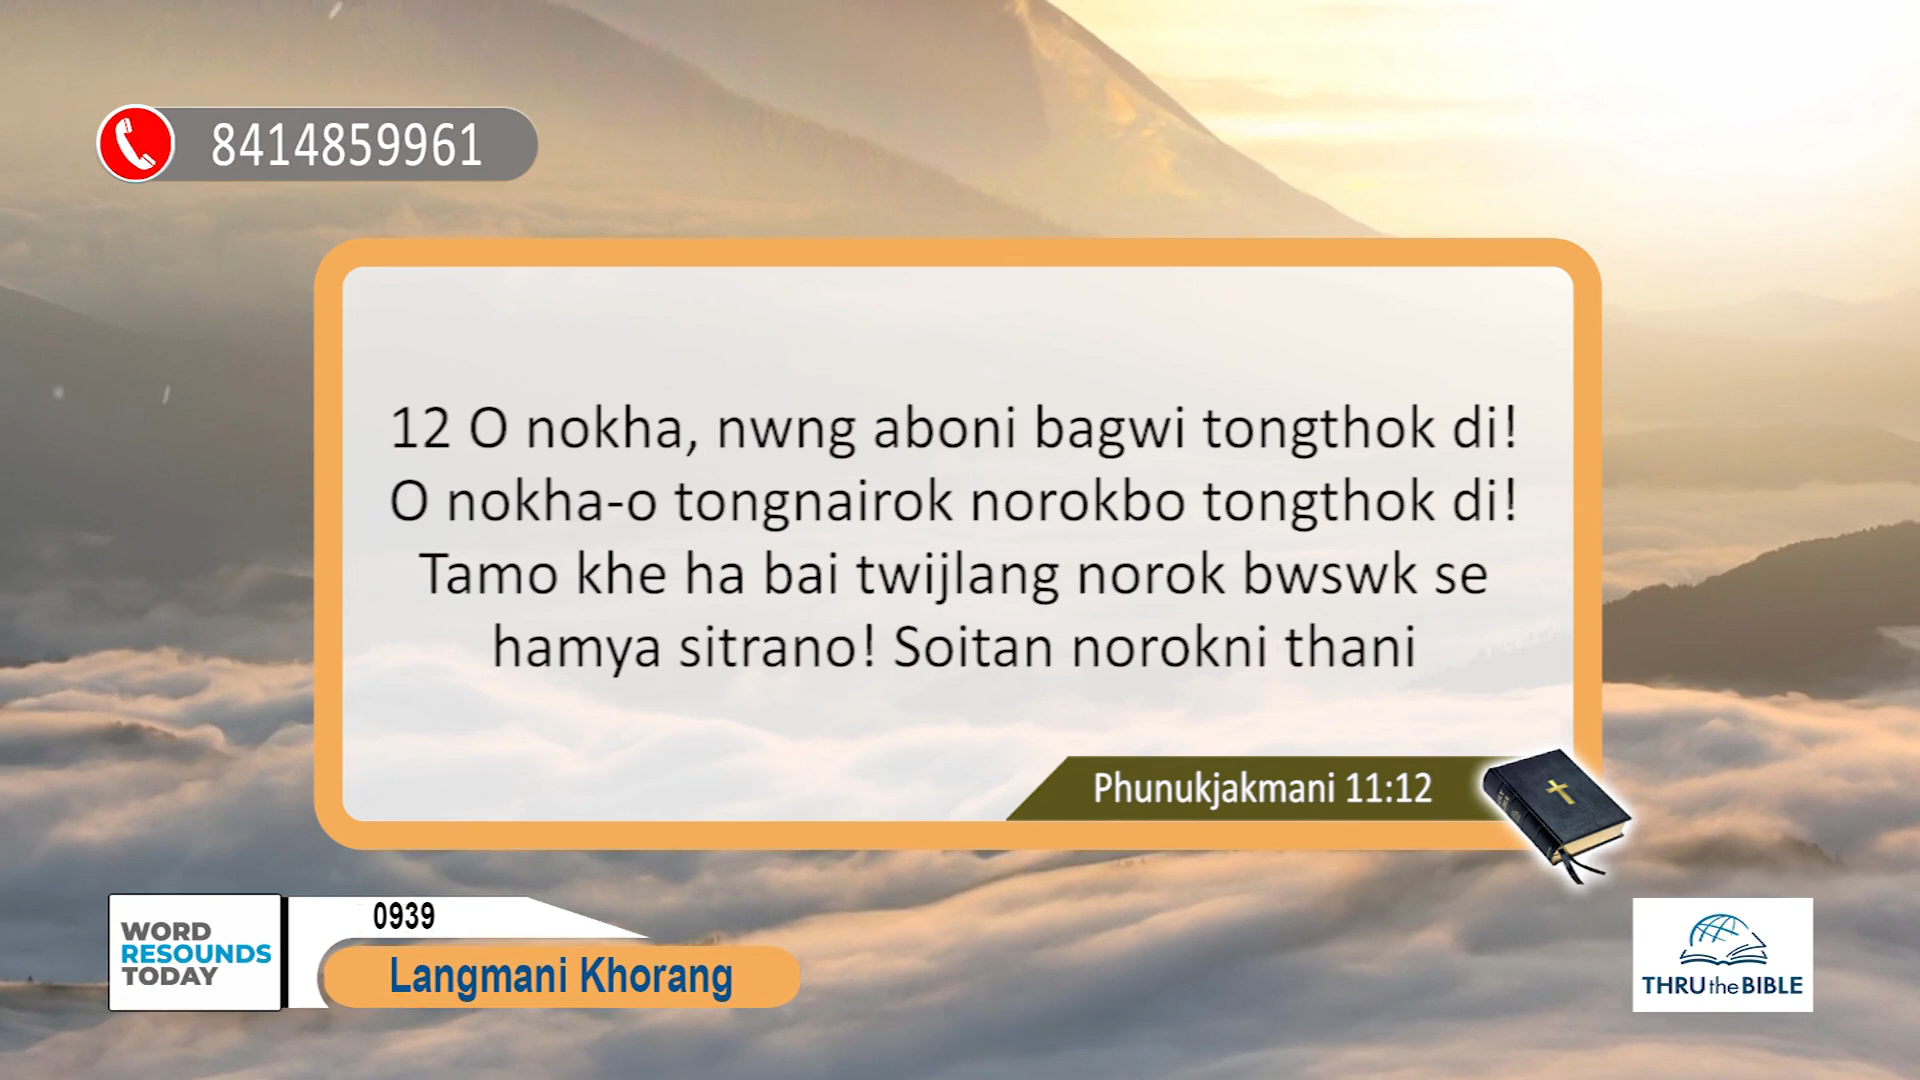 8414859961
12 O nokha, nwng aboni bagwi tongthok di!
O nokha-o tongnairok norokbo tongthok di!
Tamo khe ha bai twijlang norok bwswk se
hamya sitrano! Soitan norokni thani
Phunukjakmani 11:12
WORD
RESOUNDS
TODAY
0939
Langmani Khorang
THRU the BIBLE